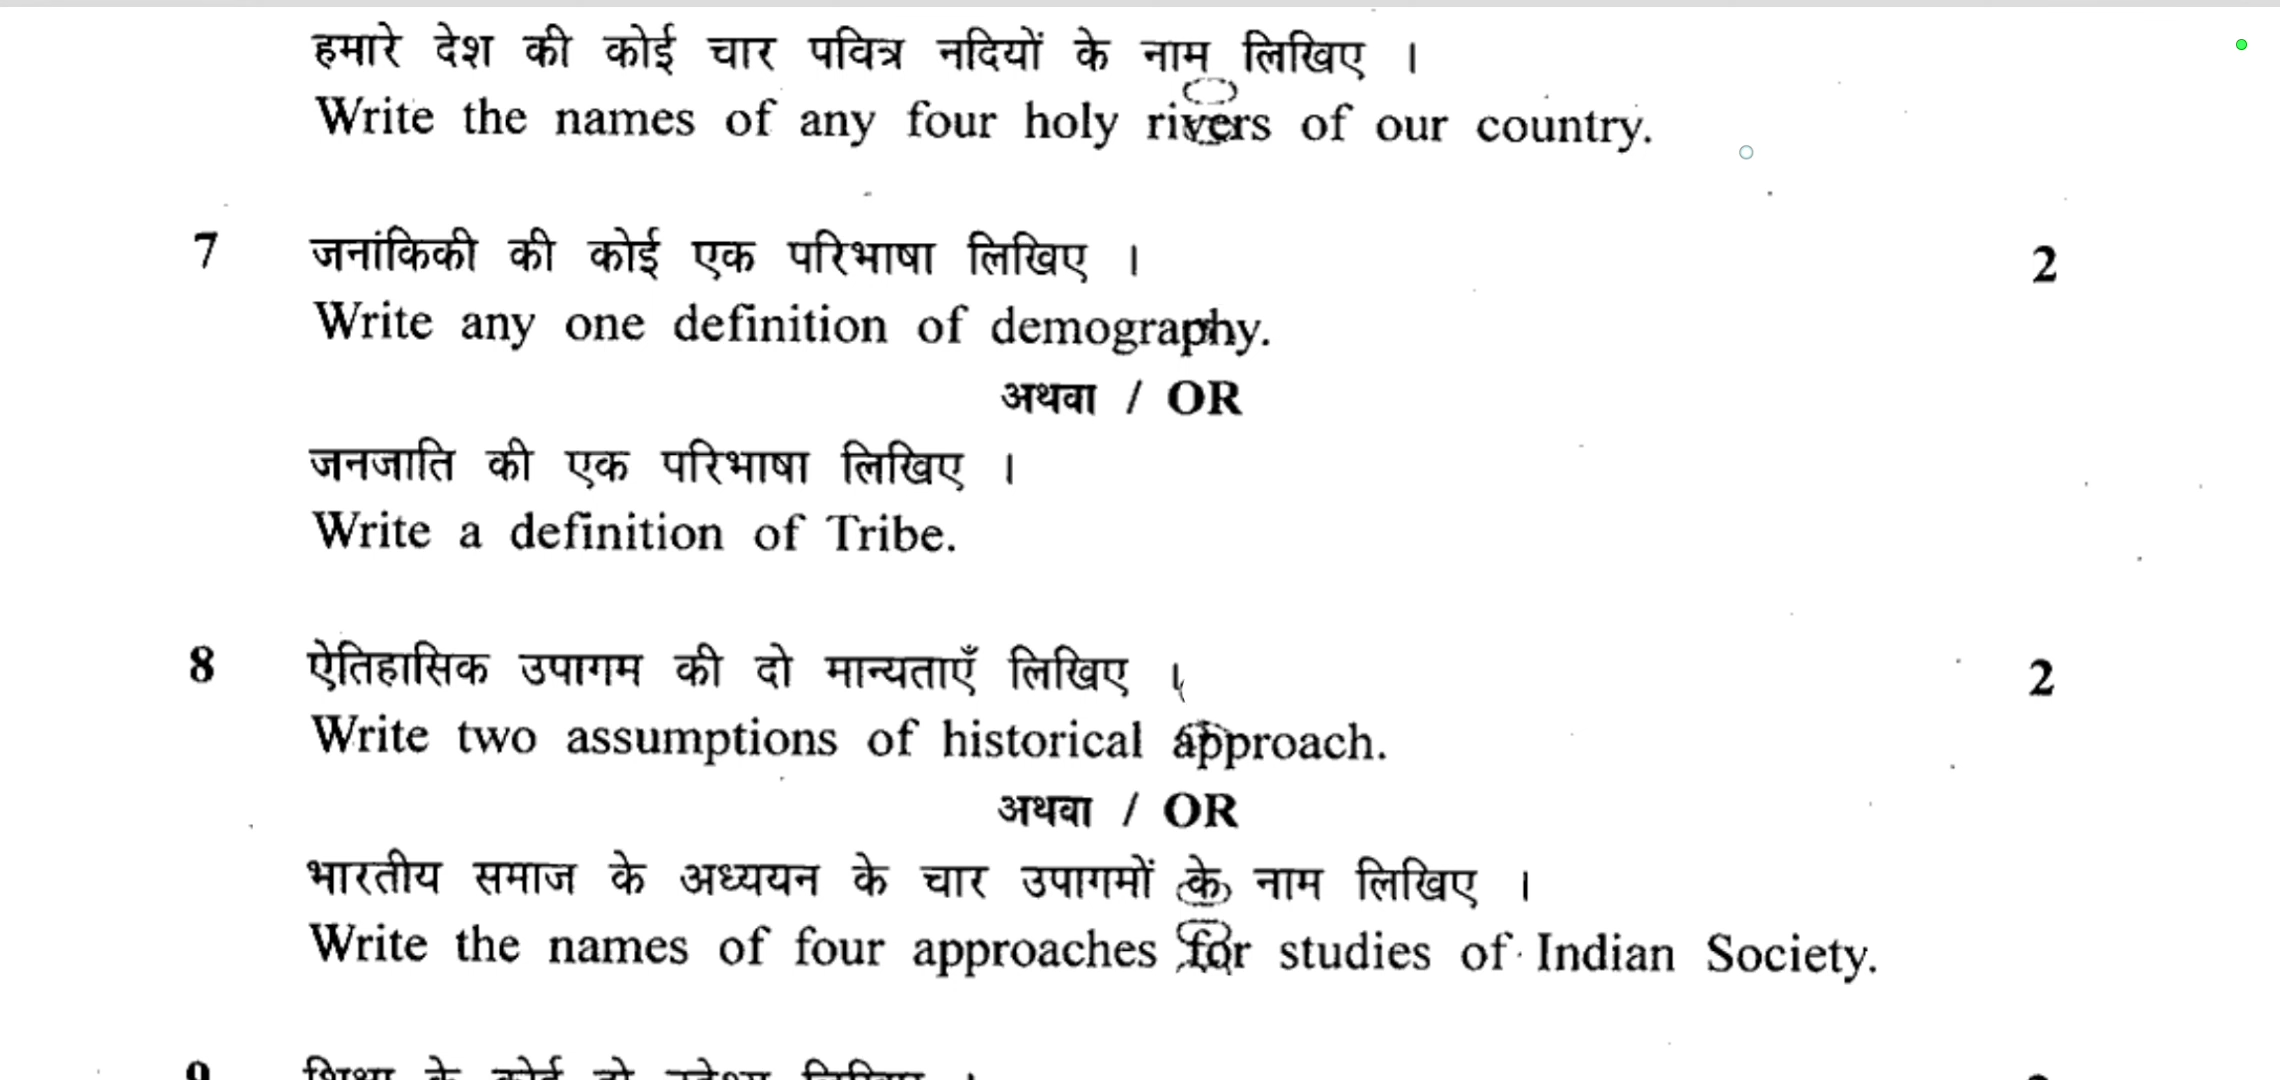 हमारे देश की कोई चार पवित्र नदियों के नाम लिखिए ।
Write the names of any four holy rivers of our country.
7 जनांकिकी की कोई एक परिभाषा लिखिए । 2
Write any one definition of demography.
अथवा / OR
जनजाति की एक परिभाषा लिखिए ।
Write a definition of Tribe.
8 ऐतिहासिक उपागम की दो मान्यताएँ लिखिए । 2
Write two assumptions of historical approach.
अथवा / OR
भारतीय समाज के अध्ययन के चार उपागमों के नाम लिखिए ।
Write the names of four approaches for studies of Indian Society.